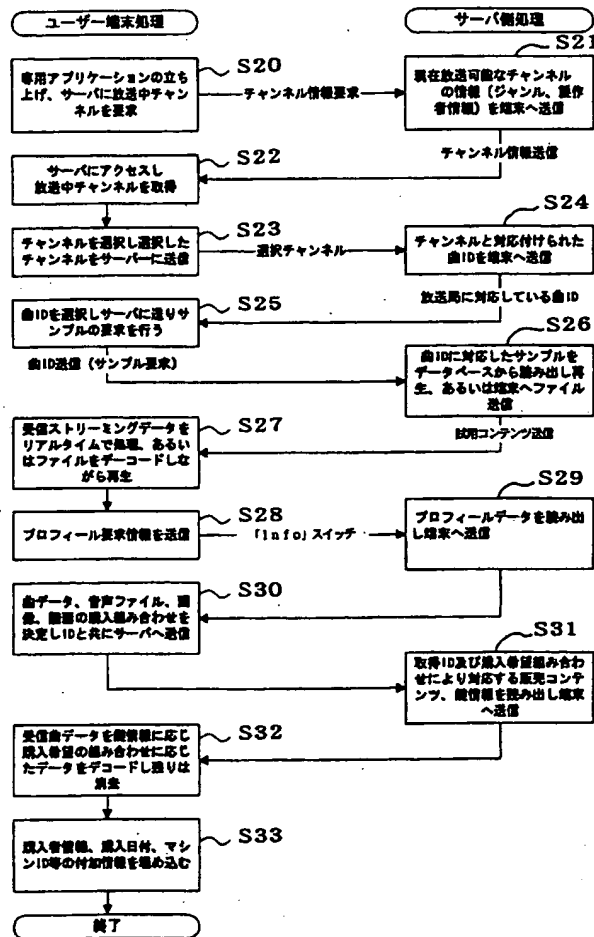 ユーザー端末処理
サーバ側処理
S20
専用アプリケーションの立ち
上げ、サーバに放送中チャン
ネルを要求
チャンネル情報要求
S21
現在放送可能なチャンネル
の情報（ジャンル、製作
者情報）を端末へ送信
チャンネル情報送信
S22
サーバにアクセスし
放送中チャンネルを取得
S23
チャンネルを選択し選択した
チャンネルをサーバーに送信
選択チャンネル
S24
チャンネルと対応付けられた
曲IDを端末へ送信
放送局に対応している曲ID
S25
曲IDを選択しサーバに送りサ
ンプルの要求を行う
曲ID送信（サンプル要求）
S26
曲IDに対応したサンプルを
データベースから読み出し再
生、あるいは端末へファイル
送信
試用コンテンツ送信
S27
受信ストリーミングデータを
リアルタイムで処理、あるい
はファイルをデーコードしな
がら再生
S28
プロフィール要求情報を送信
「Info」スイッチ
S29
プロフィールデータを読み出
し端末へ送信
S30
曲データ、音声ファイル、画
像、歌詞の購入組み合わせを
決定しIDと共にサーバへ送信
S31
取得ID及び購入希望組み合わ
せにより対応する販売コンテ
ンツ、鍵情報を読み出し端末
へ送信
S32
受信曲データを鍵情報に応じ
購入希望の組み合わせに応じ
たデータをデコードし残りは
消去
S33
購入者情報、購入日付、マシ
ンID等の付加情報を埋め込む
終了